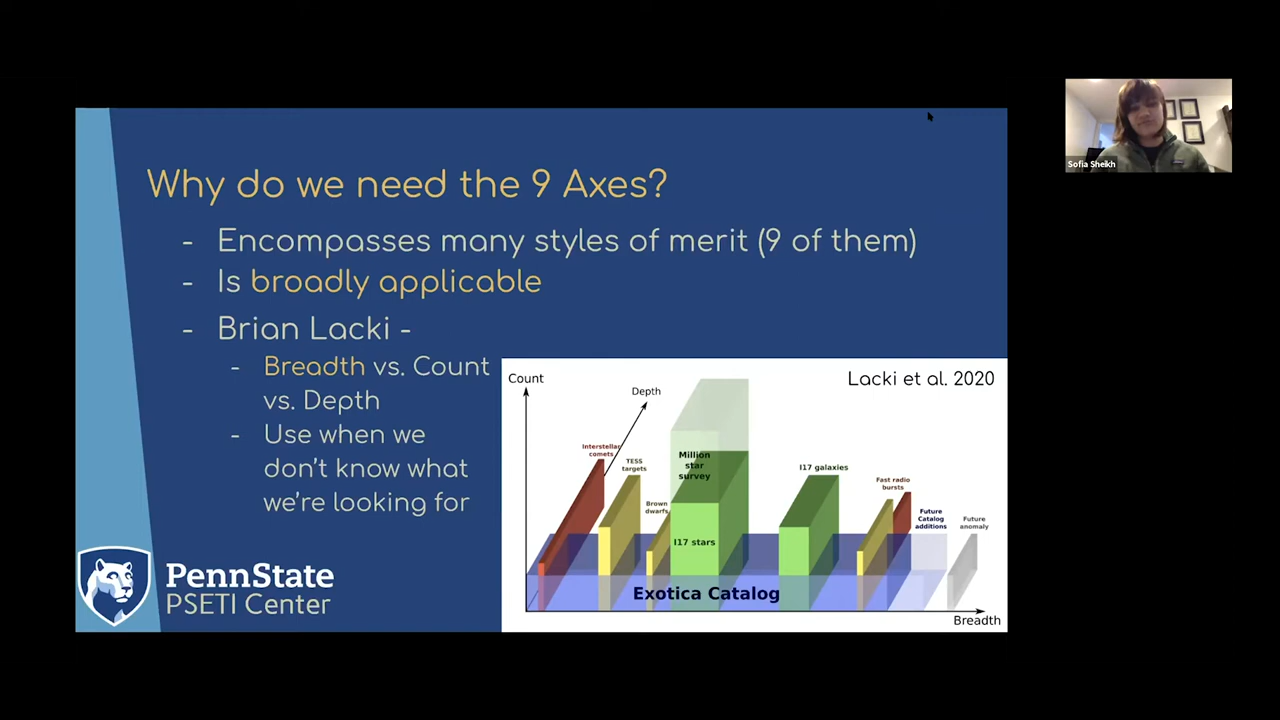 Why do we need the 9 Axes?
- Encompasses many styles of merit (9 of them)
- Is broadly applicable
- Brian Lacki -
- Breadth vs. Count
vs. Depth
- Use when we
don't know what
we're looking for
PennState
PSETI Center
Lacki et al. 2020
Count
Depth
Interstellar
comets
TESS
targets
Brown
dwarfs
Million
star
survey
I17 stars
I17 galaxies
Fast radio
bursts
Future
Catalog
additions
Future
anomaly
Exotica Catalog
Breadth
Sofia Sheikh